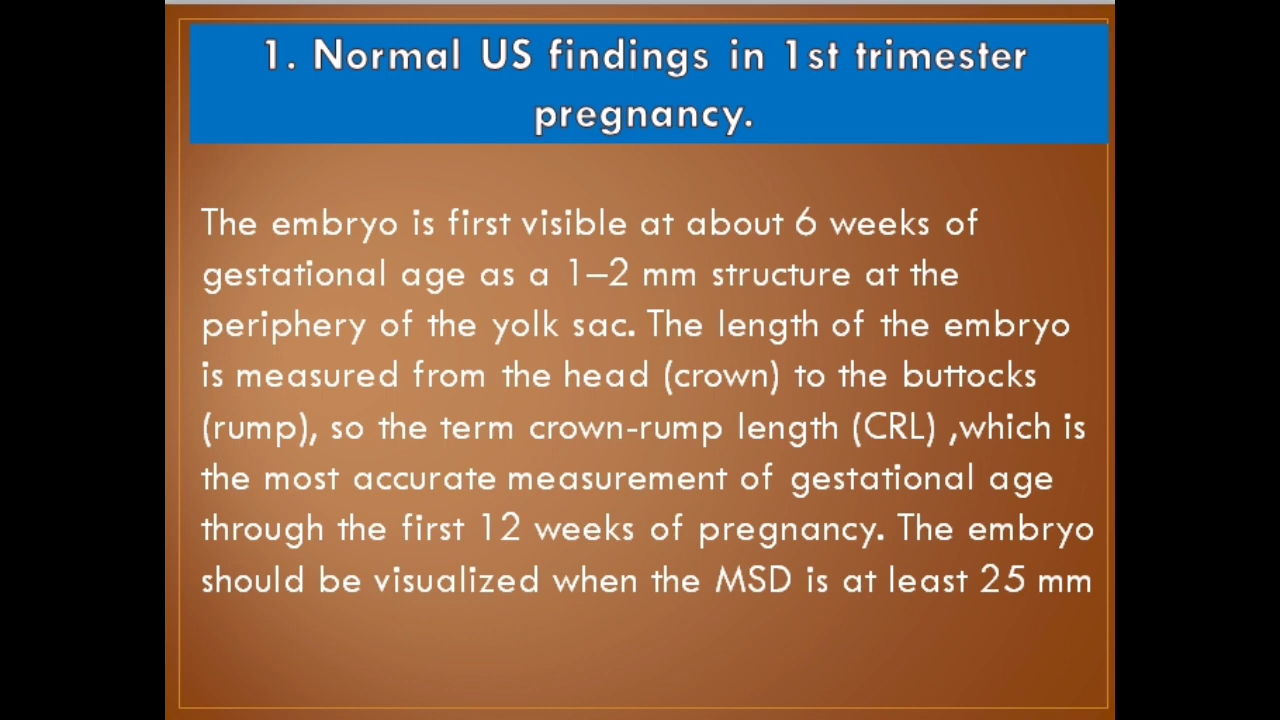 1. Normal US findings in 1st trimester
pregnancy.
The embryo is first visible at about 6 weeks of
gestational age as a 1–2 mm structure at the
periphery of the yolk sac. The length of the embryo
is measured from the head (crown) to the buttocks
(rump), so the term crown-rump length (CRL) ,which is
the most accurate measurement of gestational age
through the first 12 weeks of pregnancy. The embryo
should be visualized when the MSD is at least 25 mm